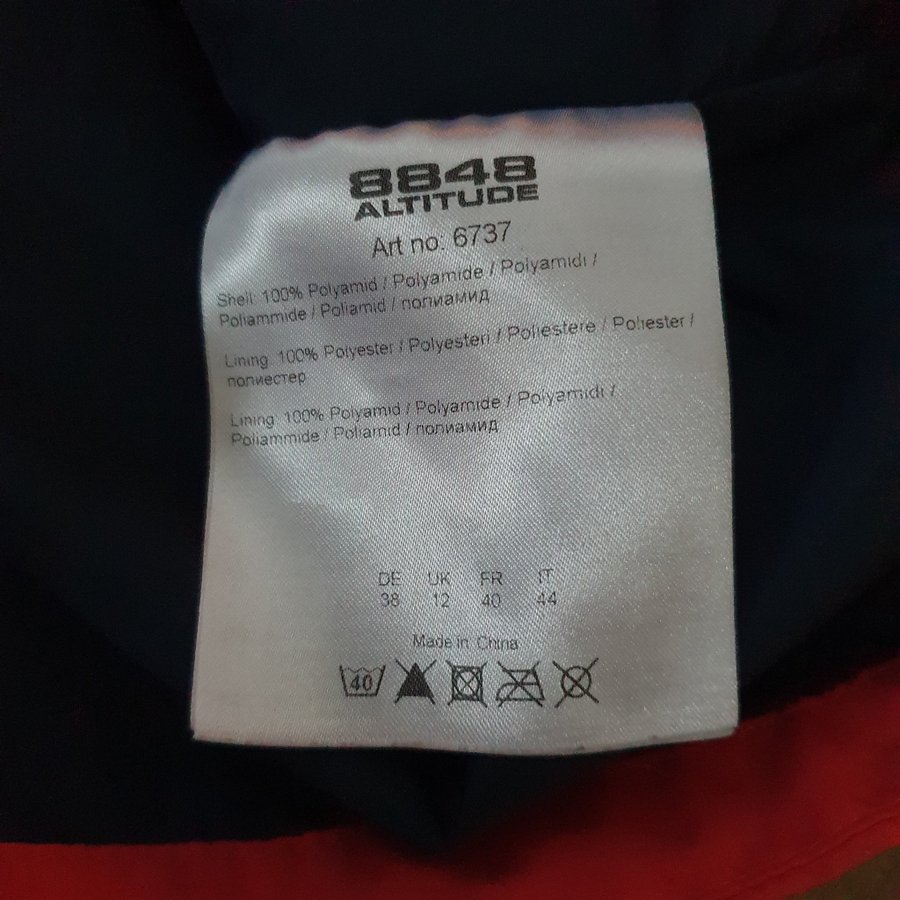 8848
ALTITUDE
Art no: 6737
Shell: 100% Polyamid / Polyamide / Polyamidi /
Poliammide / Poliamid / полиамид
Lining: 100% Polyester / Polyesteri / Poliestere / Poliester /
полиестер
Lining: 100% Polyamid / Polyamide / Polyamidi /
Poliammide / Poliamid / полиамид
DE UK FR IT
38 12 40 44
Made in China
40